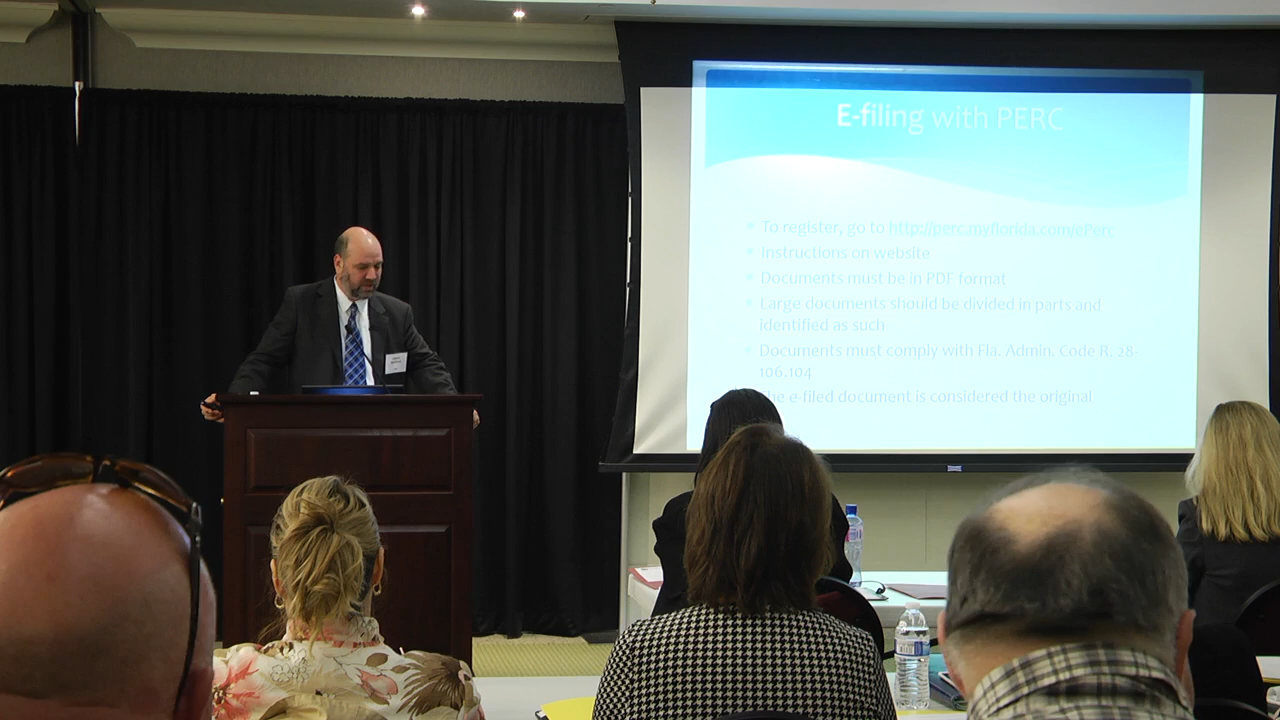 E-filing with PERC
To register, go to http://perc.myflorida.com/ePerc
Instructions on website
Documents must be in PDF format
Large documents should be divided in parts and
identified as such
Documents must comply with Fla. Admin. Code R. 28-
106.104
he e-filed document is considered the original